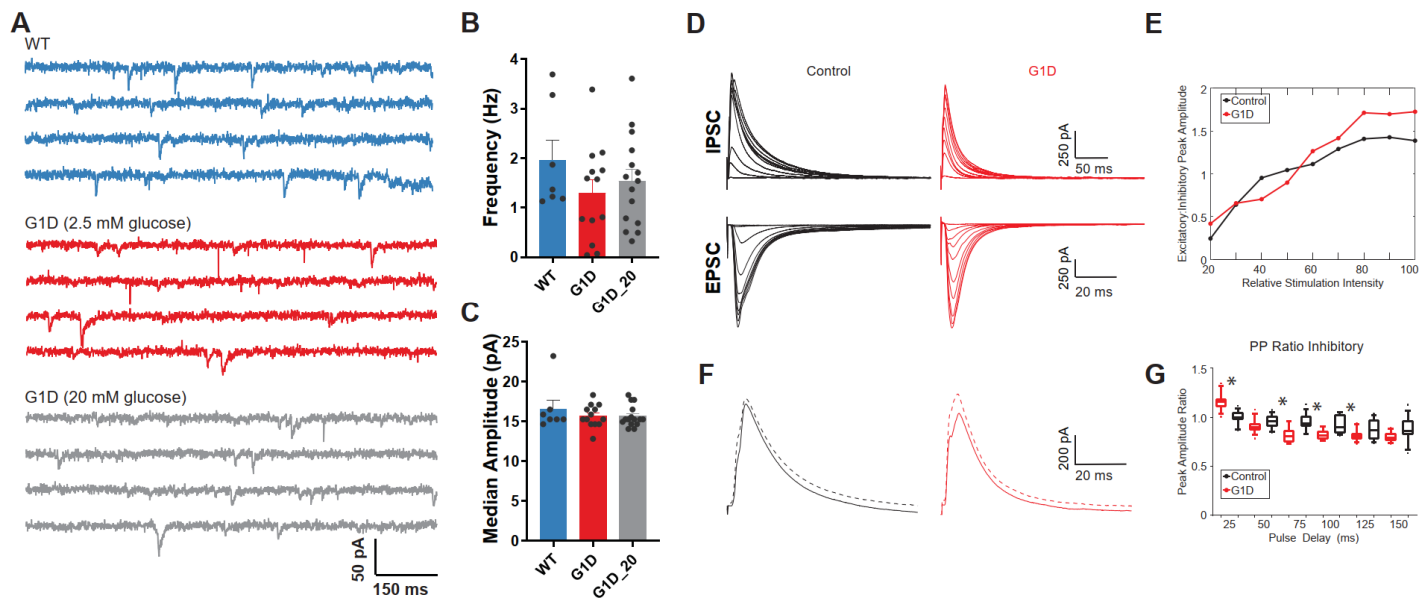 A
WT
G1D (2.5 mM glucose)
G1D (20 mM glucose)
50 pA
150 ms
B
Frequency (Hz)
4
3
2
1
0
WT
G1D
G1D_20
C
Median Amplitude (pA)
25
20
15
10
5
0
WT
G1D
G1D_20
D
Control
G1D
IPSC
250 pA
50 ms
EPSC
250 pA
20 ms
E
Excitatory/Inhibitory Peak Amplitude
2
1.5
1
0.5
0
Control
G1D
20
40
60
80
100
Relative Stimulation Intensity
F
200 pA
20 ms
G
PP Ratio Inhibitory
Peak Amplitude Ratio
1.5
1.0
0.5
0
*
*
*
*
Control
G1D
25
50
75
100
125
150
Pulse Delay (ms)